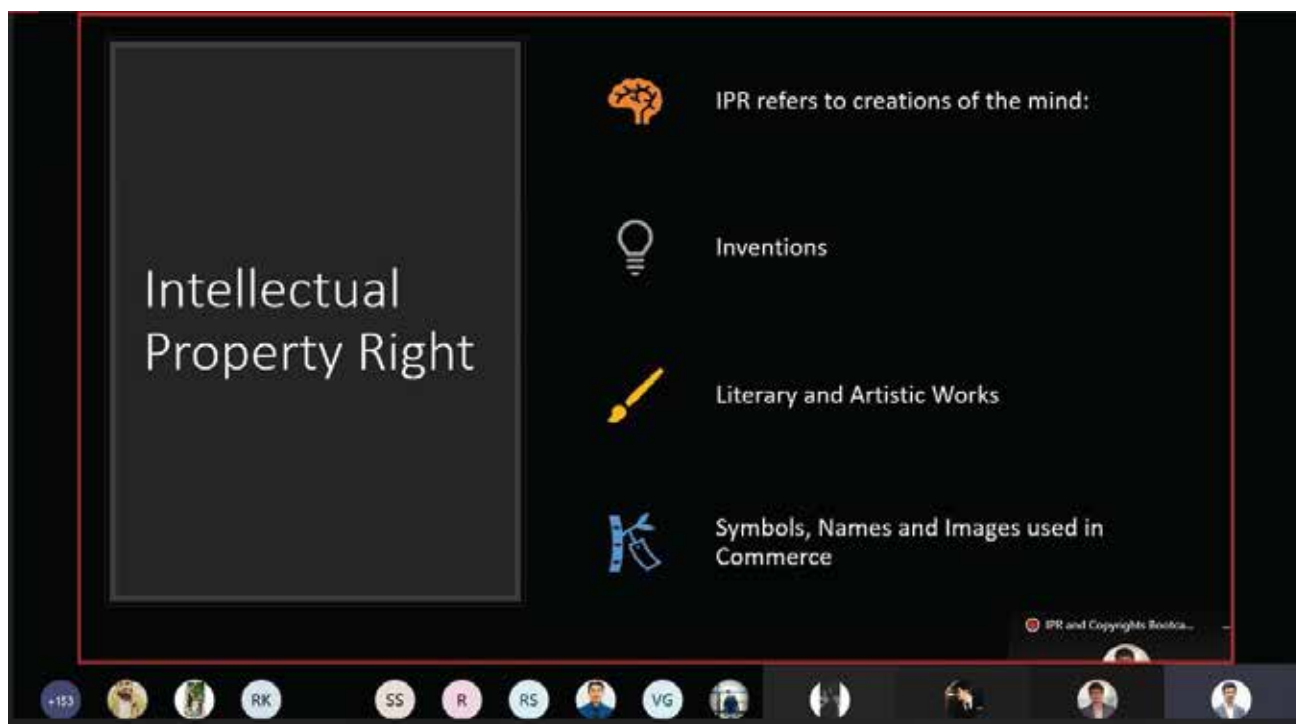 Intellectual
Property Right
IPR refers to creations of the mind:
Inventions
Literary and Artistic Works
Symbols, Names and Images used in
Commerce
IPR and Copyrights Bootca...
+153
RK
SS
R
RS
VG